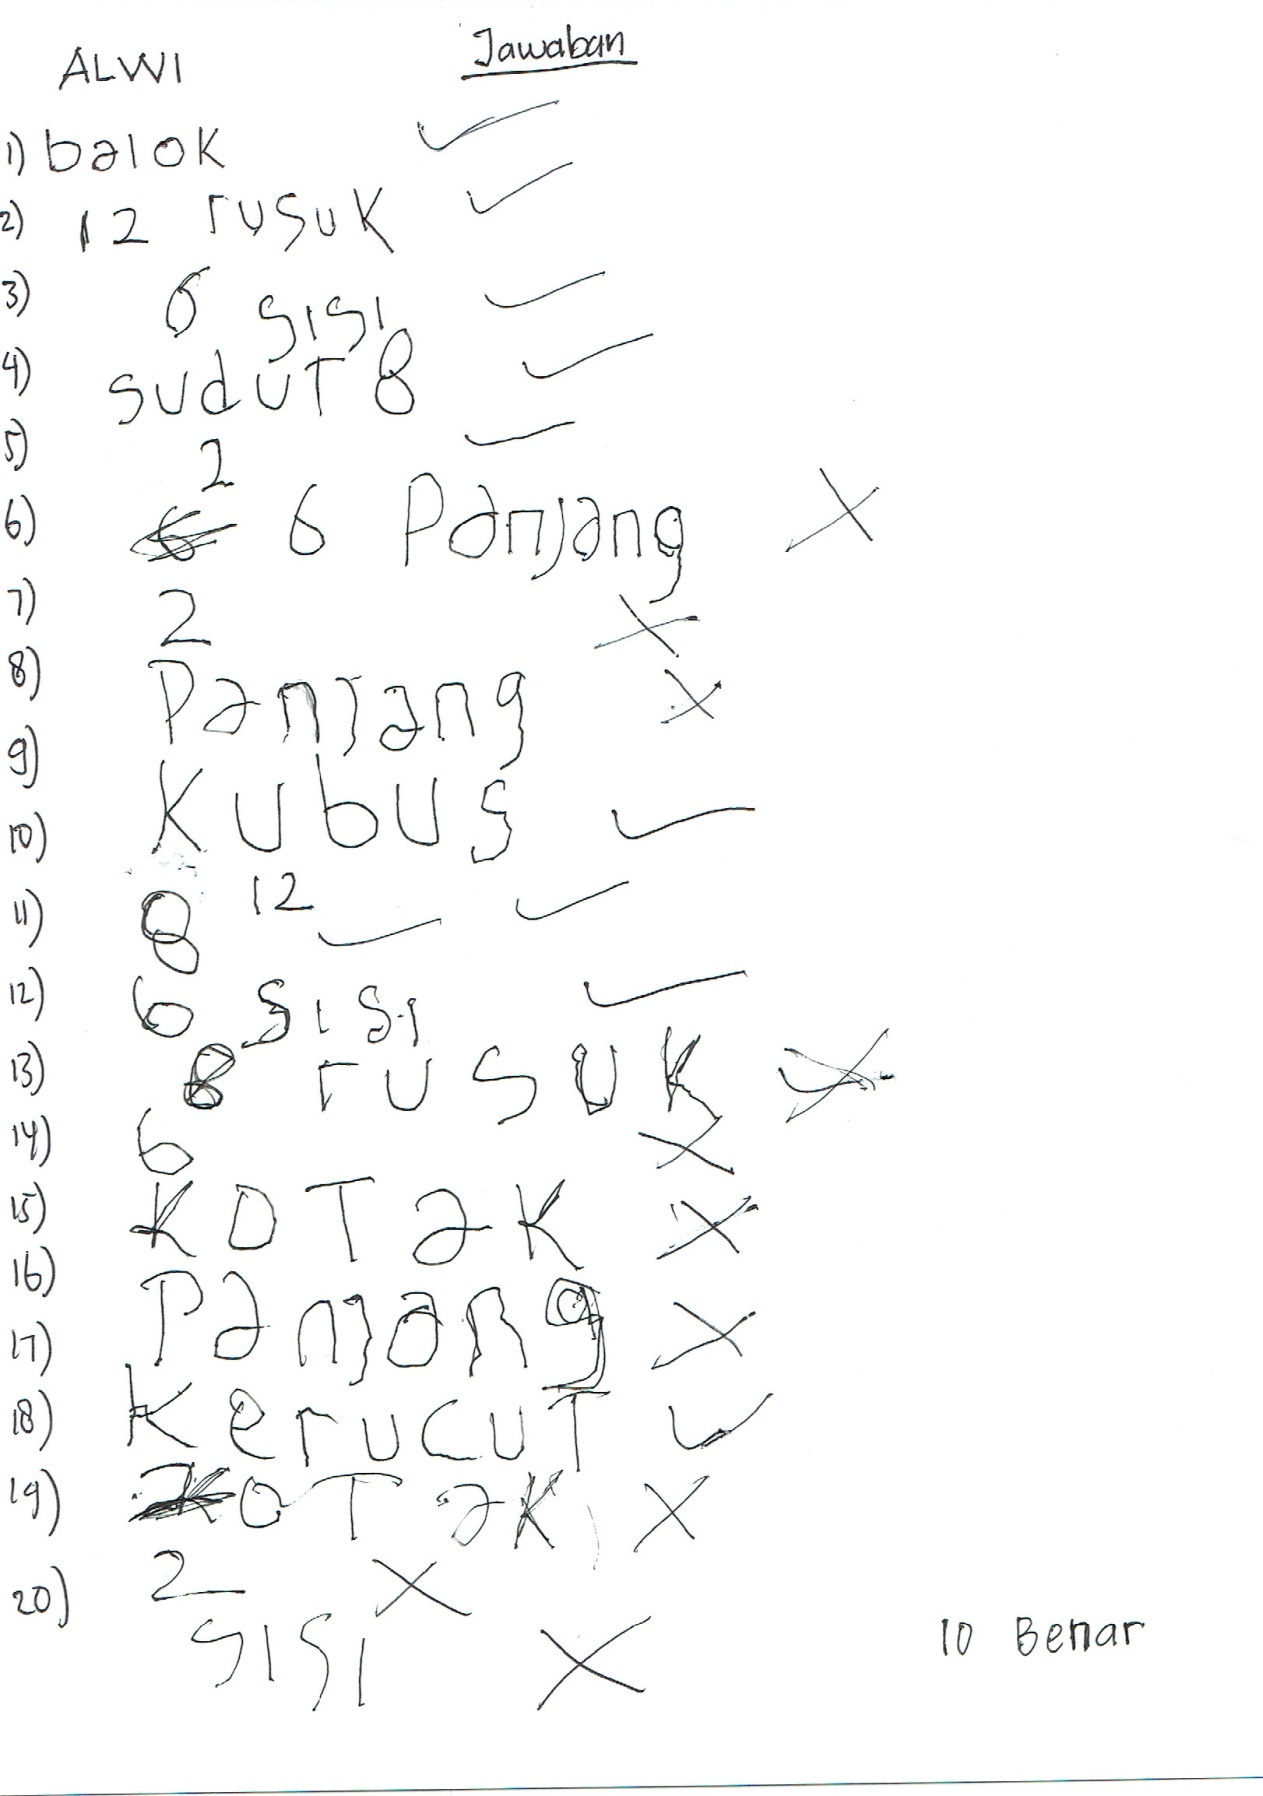 ALWI Jawaban
1) balok
2) 12 rusuk
3) 6 sisi
4) sudut 8
5) 2
6) 6 Panjang
7) 2
8) Panjang
9) Kubus
10) 12
11) 8
12) 6 sisi
13) 8 rusuk
14) 6
15) KOTak
16) Panjang
17) Kerucut
18) KOTak
19) 2
20) sisi
10 Benar